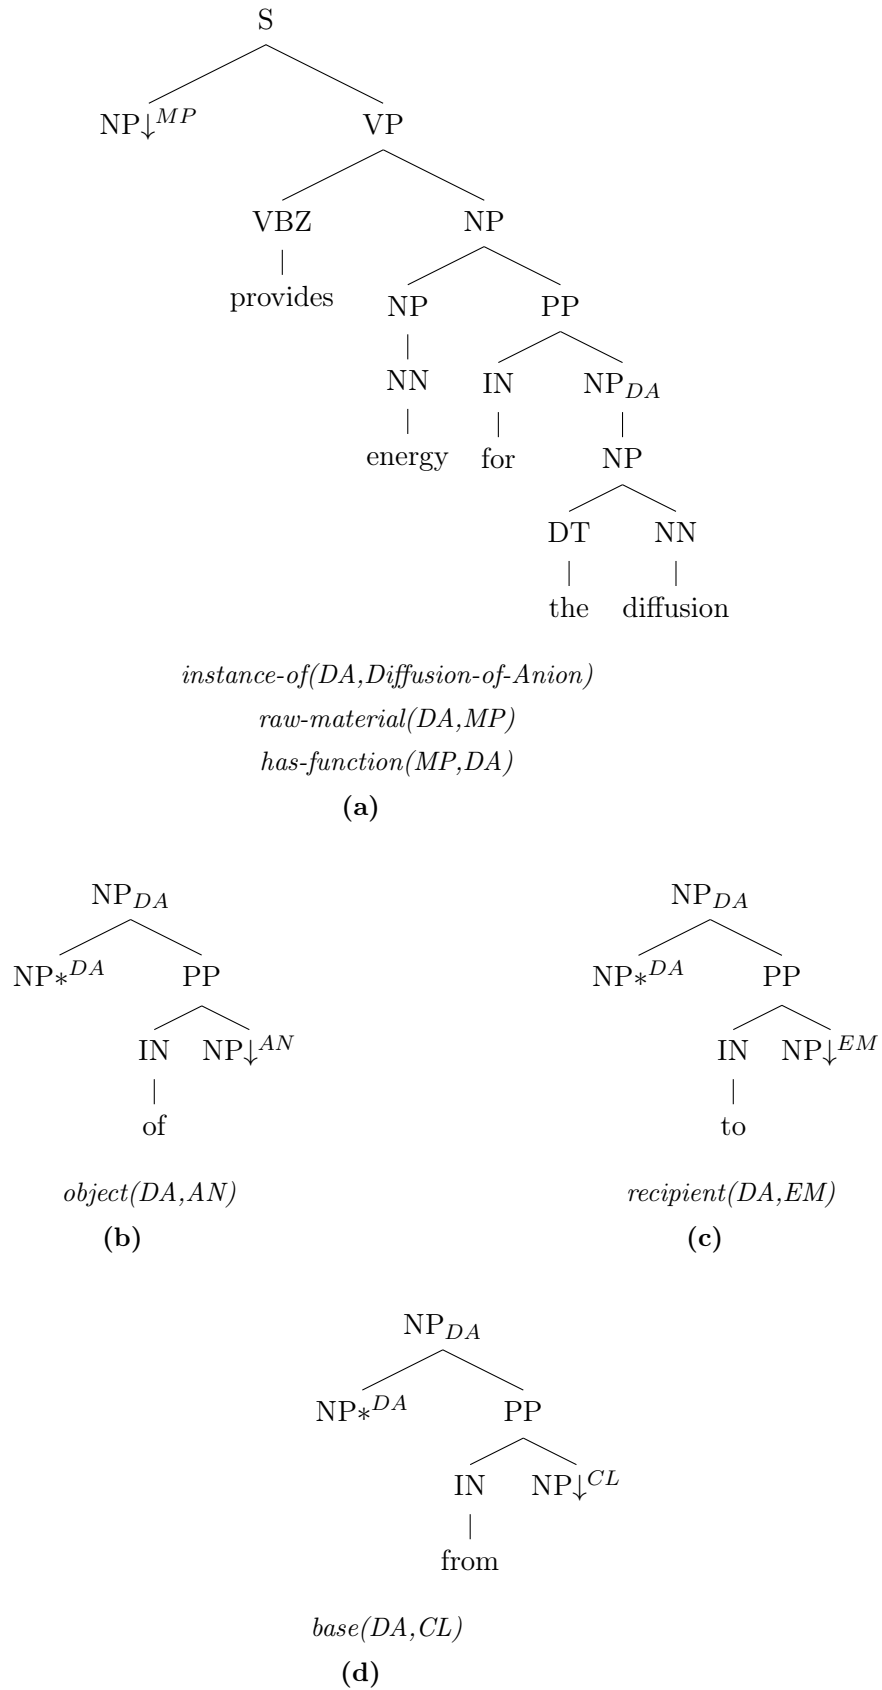 S
NP↓MP VP
VBZ NP
provides
NP PP
NN IN NPDA
energy for NP
DT NN
the diffusion
instance-of(DA,Diffusion-of-Anion)
raw-material(DA,MP)
has-function(MP,DA)
(a)
NPDA NPDA
NP*DA PP NP*DA PP
IN NP↓AN IN NP↓EM
of to
object(DA,AN) recipient(DA,EM)
(b) (c)
NPDA
NP*DA PP
IN NP↓CL
from
base(DA,CL)
(d)